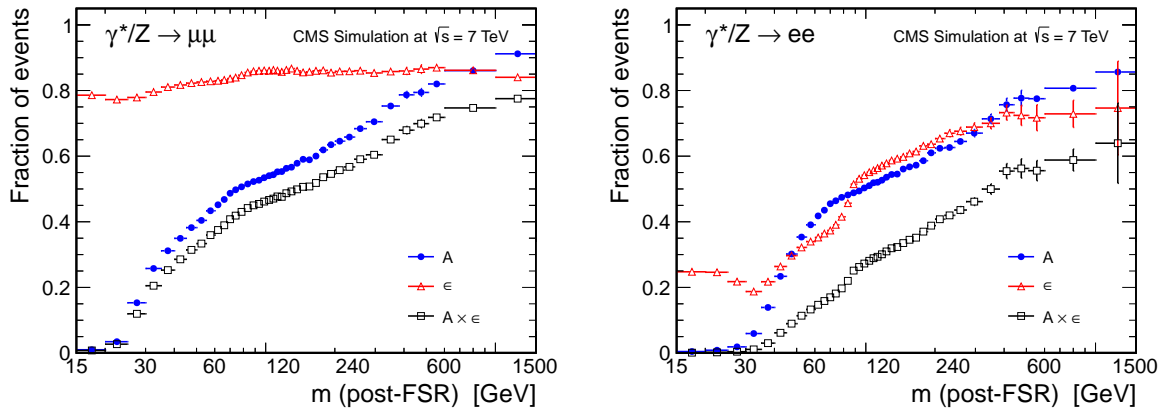 γ*/Z → μμ
CMS Simulation at √s = 7 TeV
Fraction of events
1
0.8
0.6
0.4
0.2
0
A
ϵ
A × ϵ
15 30 60 120 240 600 1500
m (post-FSR) [GeV]
γ*/Z → ee
CMS Simulation at √s = 7 TeV
Fraction of events
1
0.8
0.6
0.4
0.2
0
A
ϵ
A × ϵ
15 30 60 120 240 600 1500
m (post-FSR) [GeV]